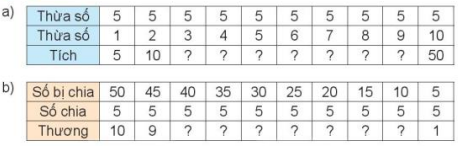 a)
Thừa số 5 5 5 5 5 5 5 5 5 5
Thừa số 1 2 3 4 5 6 7 8 9 10
Tích 5 10 ? ? ? ? ? ? ? 50
b)
Số bị chia 50 45 40 35 30 25 20 15 10 5
Số chia 5 5 5 5 5 5 5 5 5 5
Thương 10 9 ? ? ? ? ? ? ? 1